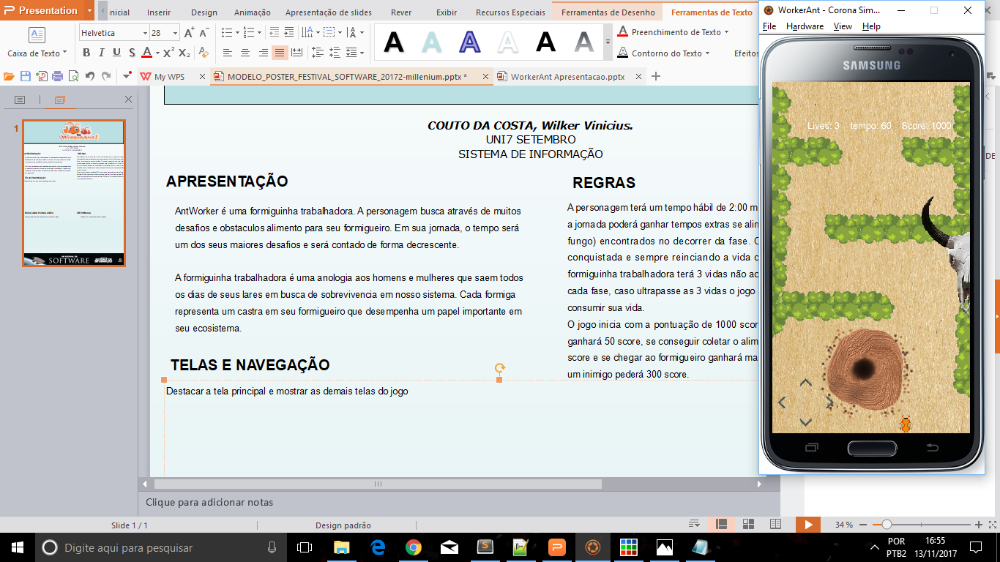 Presentation
nicial
Inserir
Design
Animação
Apresentação de slides
Rever
Exibir
Recursos Especiais
Ferramentas de Desenho
Ferramentas de Texto
Caixa de Texto
Helvetica
28
Preenchimento de Texto
Contorno do Texto
Efeitos
My WPS
MODELO_POSTER_FESTIVAL_SOFTWARE_20172-millenium.pptx *
WorkerAnt Apresentacao.pptx
1
COUTO DA COSTA, Wilker Vinicius.
UNI7 SETEMBRO
SISTEMA DE INFORMAÇÃO
APRESENTAÇÃO
AntWorker é uma formiguinha trabalhadora. A personagem busca através de muitos
desafios e obstaculos alimento para seu formigueiro. Em sua jornada, o tempo será
um dos seus maiores desafios e será contado de forma decrescente.
A formiguinha trabalhadora é uma anologia aos homens e mulheres que saem todos
os dias de seus lares em busca de sobrevivencia em nosso sistema. Cada formiga
representa um castra em seu formigueiro que desempenha um papel importante em
seu ecosistema.
TELAS E NAVEGAÇÃO
Destacar a tela principal e mostrar as demais telas do jogo
REGRAS
A personagem terá um tempo hábil de 2:00 m
a jornada poderá ganhar tempos extras se alin
fungo) encontrados no decorrer da fase. C
conquistada e sempre reinciando a vida c
formiguinha trabalhadora terá 3 vidas não ac
cada fase, caso ultrapasse as 3 vidas o jogo
consumir sua vida.
O jogo inicia com a pontuação de 1000 scor
ganhará 50 score, se conseguir coletar o alim
score e se chegar ao formigueiro ganhará ma
um inimigo pederá 300 score.
WorkerAnt - Corona Sim...
File Hardware View Help
SAMSUNG
Lives: 3 tempo: 60 Score: 1000
DE
Clique para adicionar notas
Slide 1 / 1
Design padrão
34 %
Digite aqui para pesquisar
POR
PTB2
16:55
13/11/2017